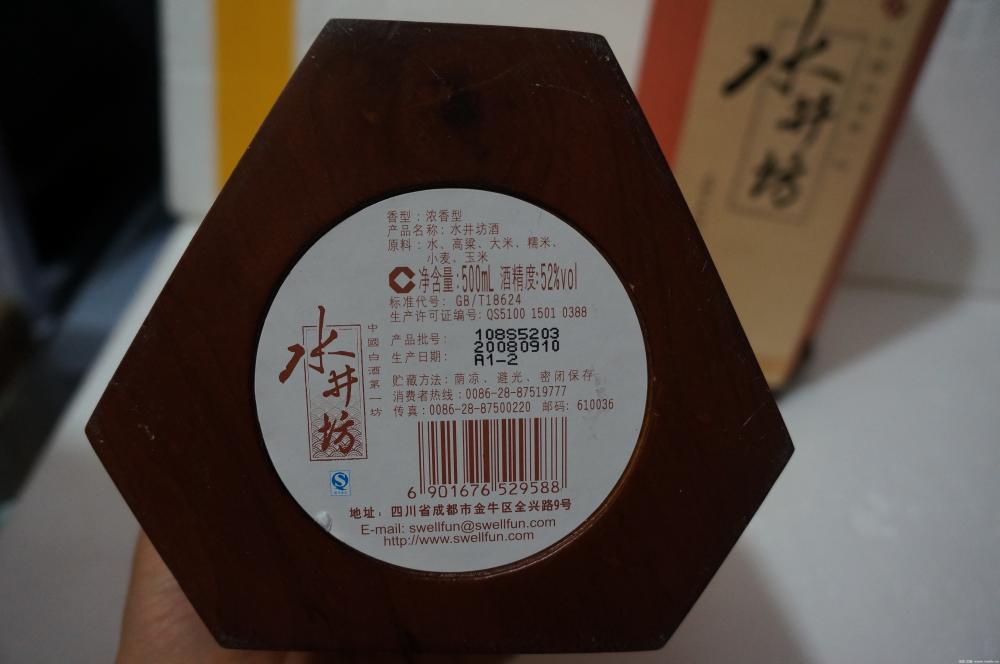 香型：浓香型
产品名称：水井坊酒
原料：水、高粱、大米、糯米、
小麦、玉米
净含量:500mL 酒精度:52%vol
标准代号: GB/T18624
生产许可证编号: QS5100 1501 0388
产品批号: 108S5203
20080910
生产日期: A1-2
贮藏方法: 荫凉、避光、密闭保存
消费者热线:0086-28-87519777
传真:0086-28-87500220 邮码: 610036
水井坊
中國白酒第一坊
6 901676 529588
地址：四川省成都市金牛区全兴路9号
E-mail: swellfun@swellfun.com
http://www.swellfun.com
水井坊